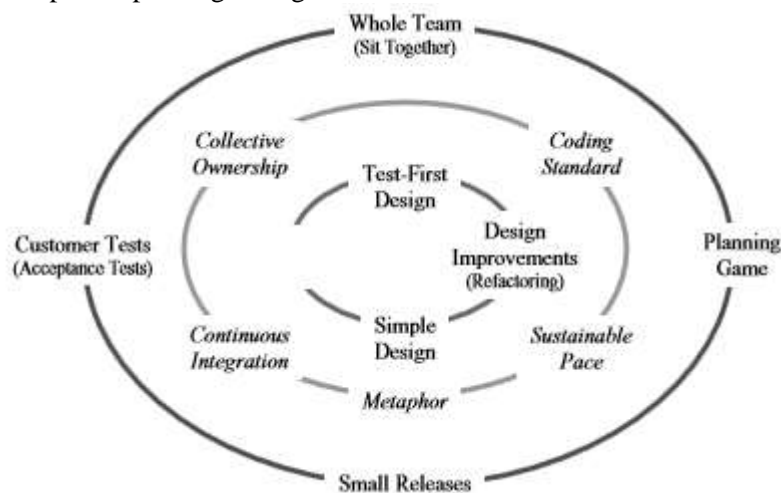 Whole Team
(Sit Together)
Collective
Ownership
Coding
Standard
Test-First
Design
Customer Tests
(Acceptance Tests)
Design
Improvements
(Refactoring)
Planning
Game
Continuous
Integration
Simple
Design
Sustainable
Pace
Metaphor
Small Releases